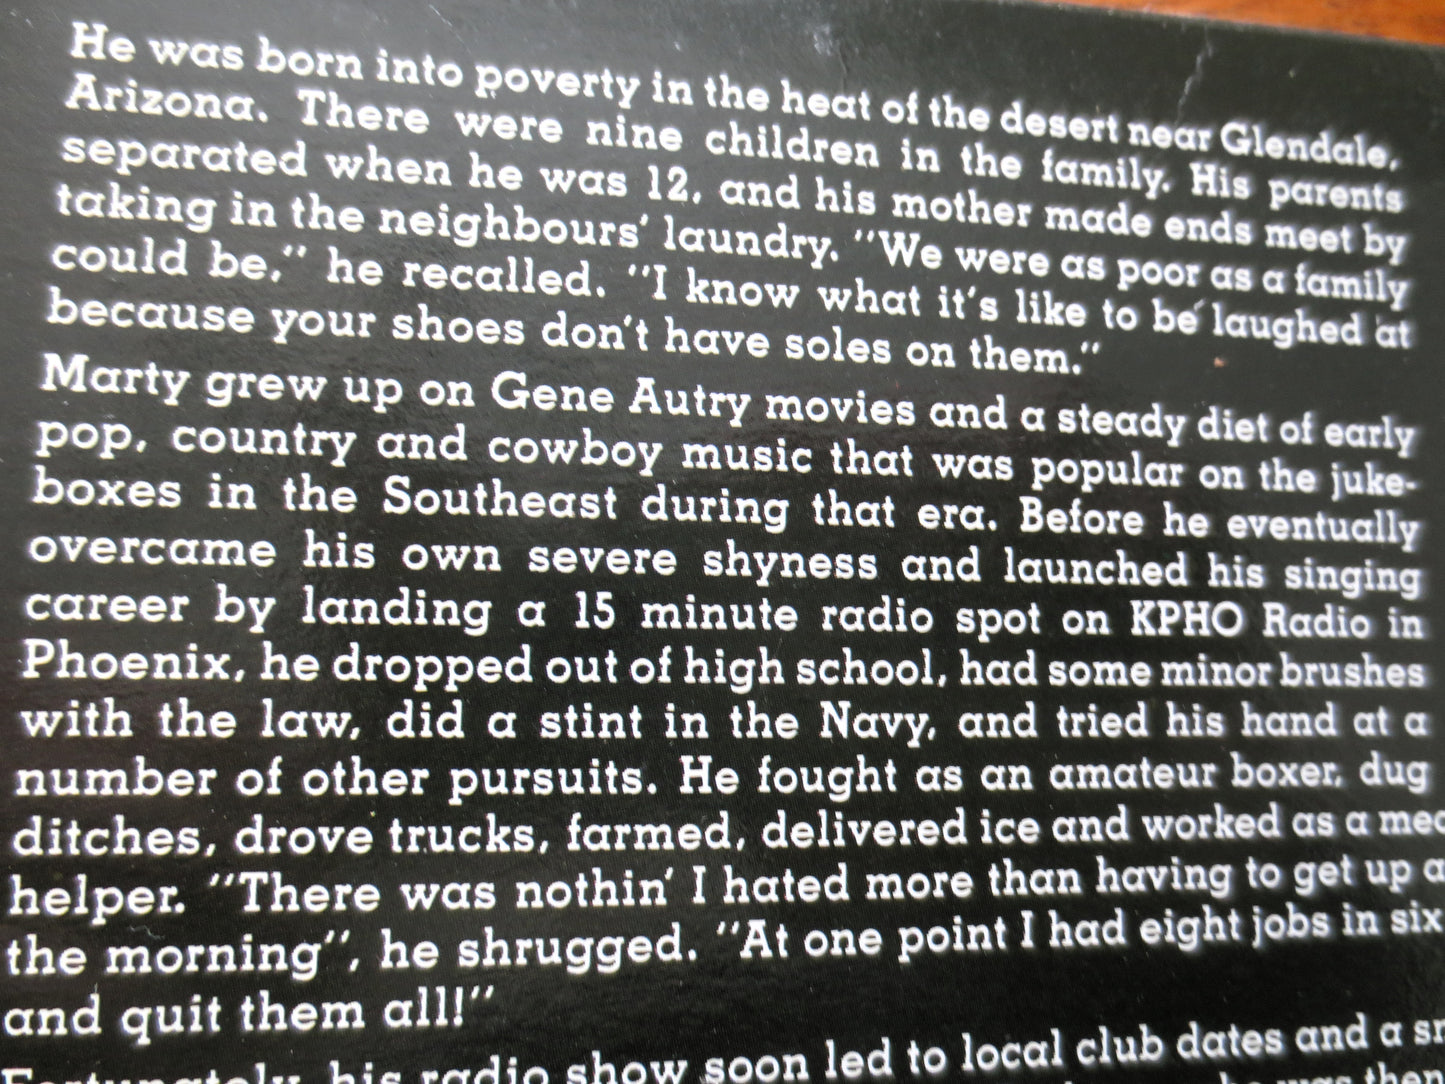 He was born into poverty in the heat of the desert near Glendale,
Arizona. There were nine children in the family. His parents
separated when he was 12, and his mother made ends meet by
taking in the neighbours' laundry. "We were as poor as a family
could be," he recalled. "I know what it's like to be laughed at
because your shoes don't have soles on them."
Marty grew up on Gene Autry movies and a steady diet of early
pop, country and cowboy music that was popular on the juke-
boxes in the Southeast during that era. Before he eventually
overcame his own severe shyness and launched his singing
career by landing a 15 minute radio spot on KPHO Radio in
Phoenix, he dropped out of high school, had some minor brushes
with the law, did a stint in the Navy, and tried his hand at a
number of other pursuits. He fought as an amateur boxer, dug
ditches, drove trucks, farmed, delivered ice and worked as a
helper. "There was nothin' I hated more than having to get up
the morning", he shrugged. "At one point I had eight jobs in six
and quit them all!"
Fortunately, his radio show soon led to local club dates and a
was then